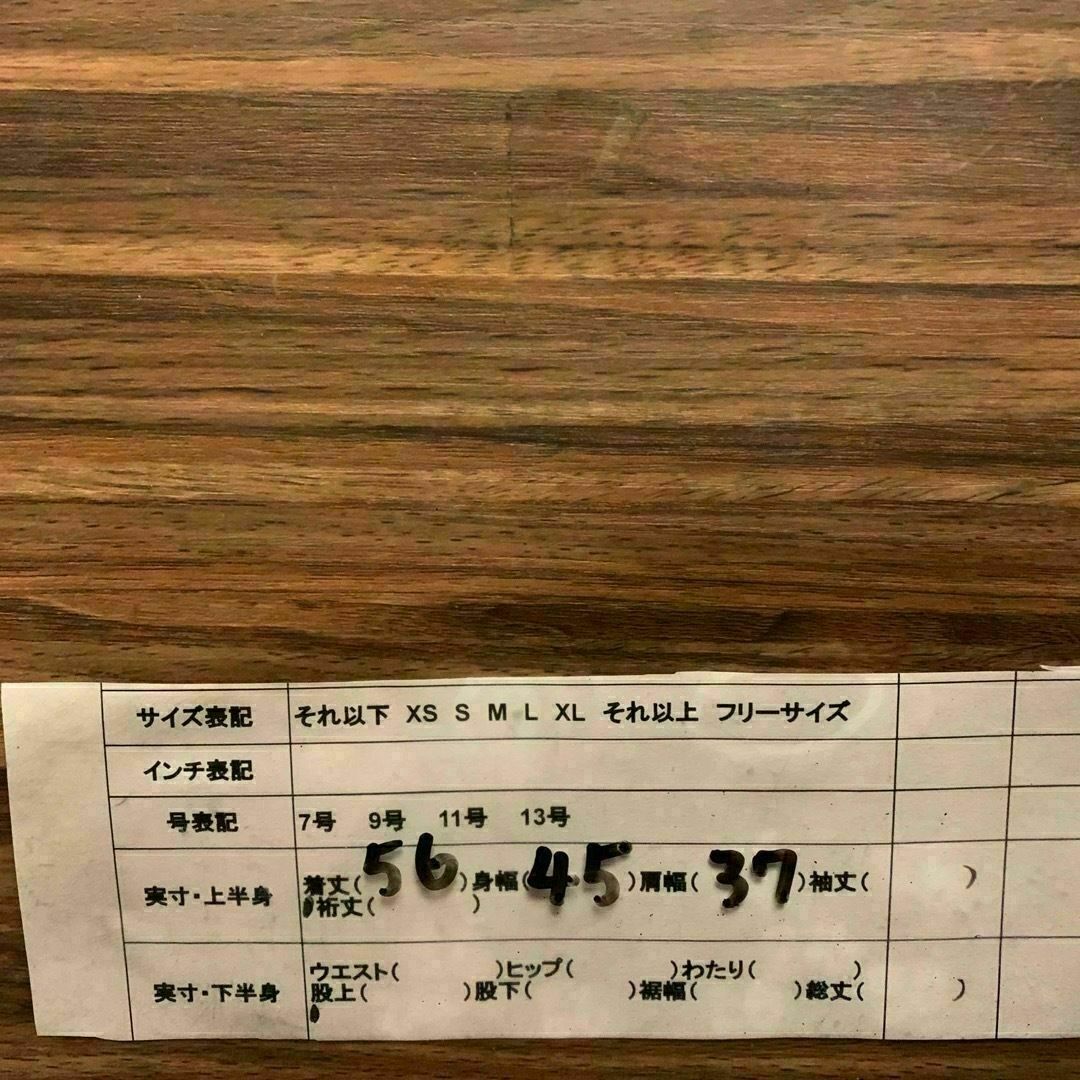 サイズ表記 それ以下 XS S M L XL それ以上 フリーサイズ
インチ表記
号表記 7号 9号 11号 13号
実寸・上半身 着丈(56)身幅(45)肩幅(37)袖丈( )
裄丈( )
実寸・下半身 ウエスト( )ヒップ( )わたり( )
股上( )股下( )裾幅( )総丈( )